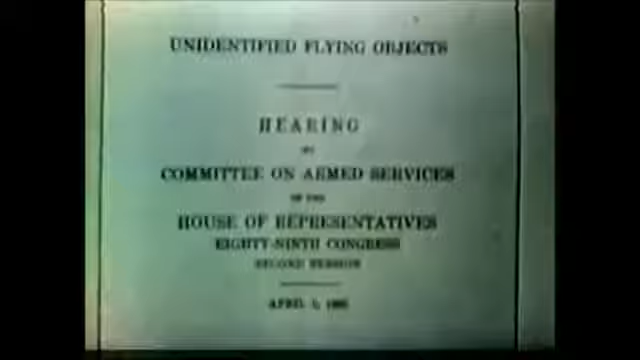 UNIDENTIFIED FLYING OBJECTS
HEARING
BY
COMMITTEE ON ARMED SERVICES
OF THE
HOUSE OF REPRESENTATIVES
EIGHTY-NINTH CONGRESS
SECOND SESSION
APRIL